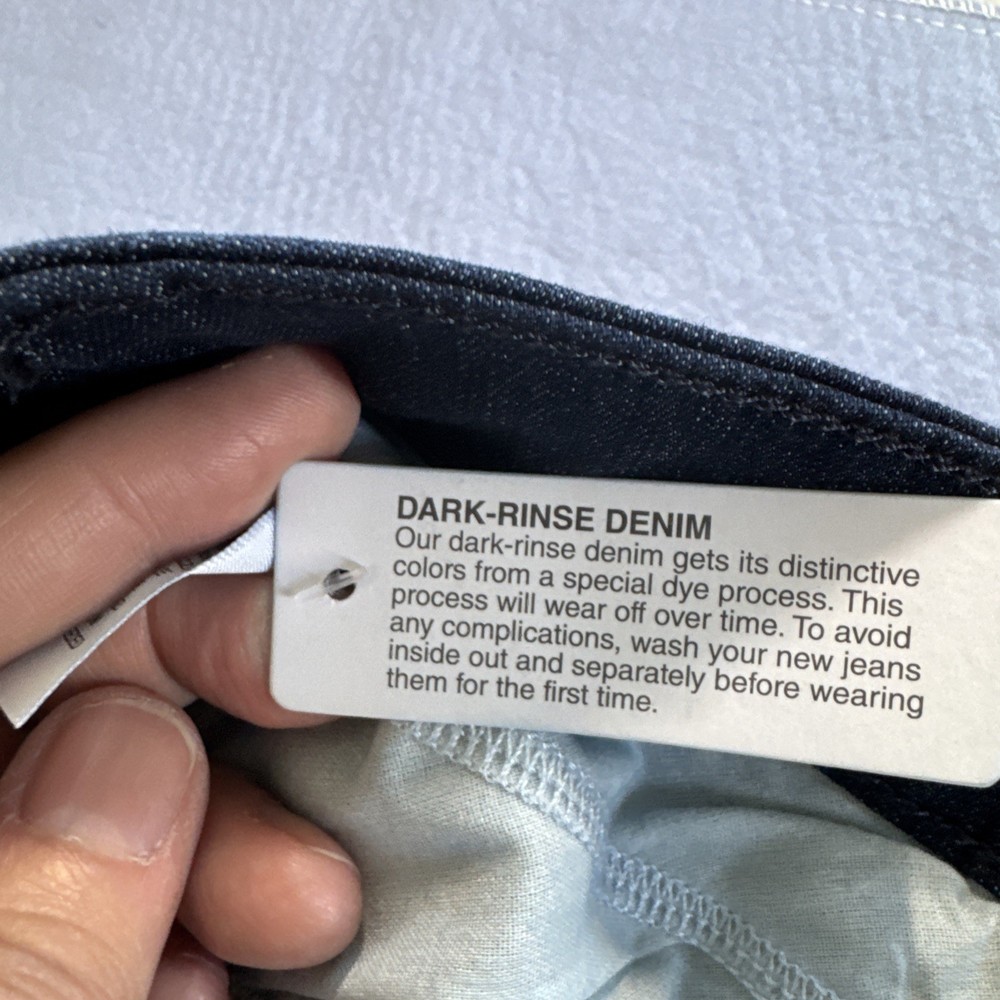 DARK-RINSE DENIM
Our dark-rinse denim gets its distinctive
colors from a special dye process. This
process will wear off over time. To avoid
any complications, wash your new jeans
inside out and separately before wearing
them for the first time.